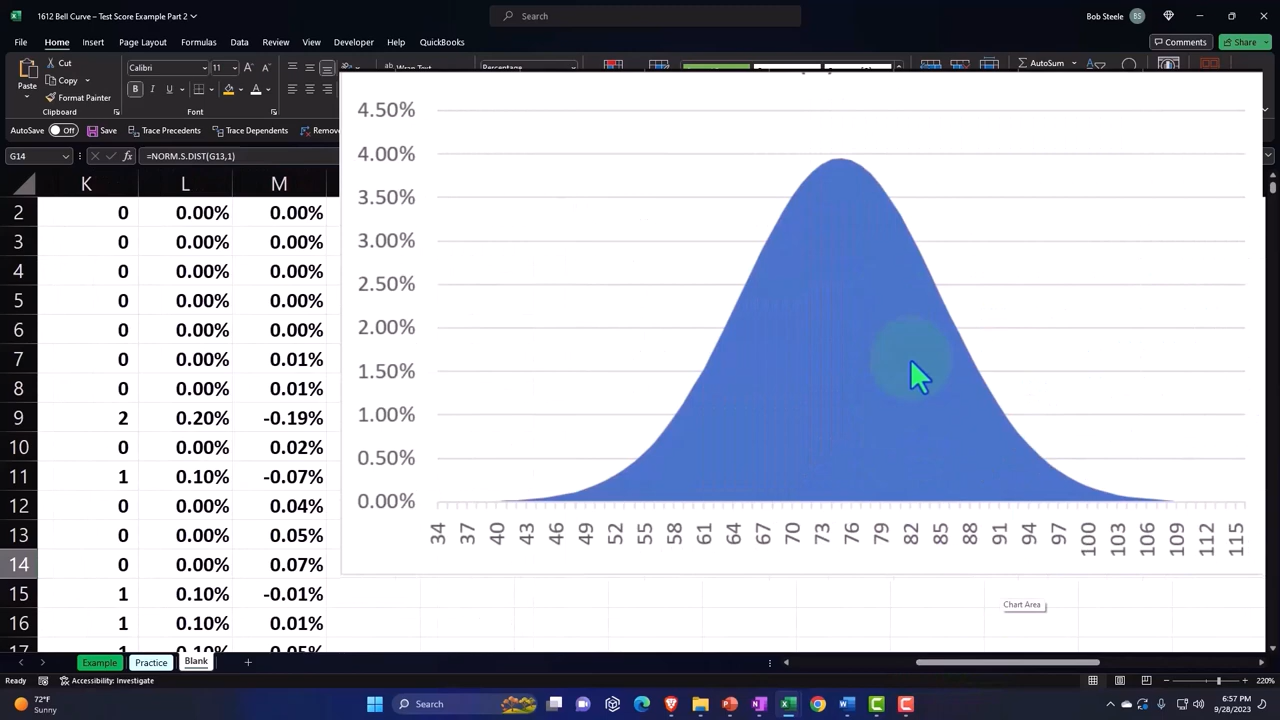 1612 Bell Curve – Test Score Example Part 2
Search
Bob Steele BS
File Home Insert Page Layout Formulas Data Review View Developer Help QuickBooks Comments Share
Cut
Calibri 11
Wrap Text
Percentage
AutoSum
Paste
Copy
Format Painter
B I U
Clipboard
Font
AutoSave Off Save Trace Precedents Trace Dependents
G14 fx =NORM.S.DIST(G13,1)
K L M
2 0 0.00% 0.00%
3 0 0.00% 0.00%
4 0 0.00% 0.00%
5 0 0.00% 0.00%
6 0 0.00% 0.00%
7 0 0.00% 0.01%
8 0 0.00% 0.01%
9 2 0.20% -0.19%
10 0 0.00% 0.02%
11 1 0.10% -0.07%
12 0 0.00% 0.04%
13 0 0.00% 0.05%
14 0 0.00% 0.07%
15 1 0.10% -0.01%
16 1 0.10% 0.01%
4.50%
4.00%
3.50%
3.00%
2.50%
2.00%
1.50%
1.00%
0.50%
0.00%
34 37 40 43 46 49 52 55 58 61 64 67 70 73 76 79 82 85 88 91 94 97 100 103 106 109 112 115
Chart Area
Example Practice Blank
Ready Accessibility: Investigate 220%
72°F
Sunny
Search
6:57 PM
9/28/2023